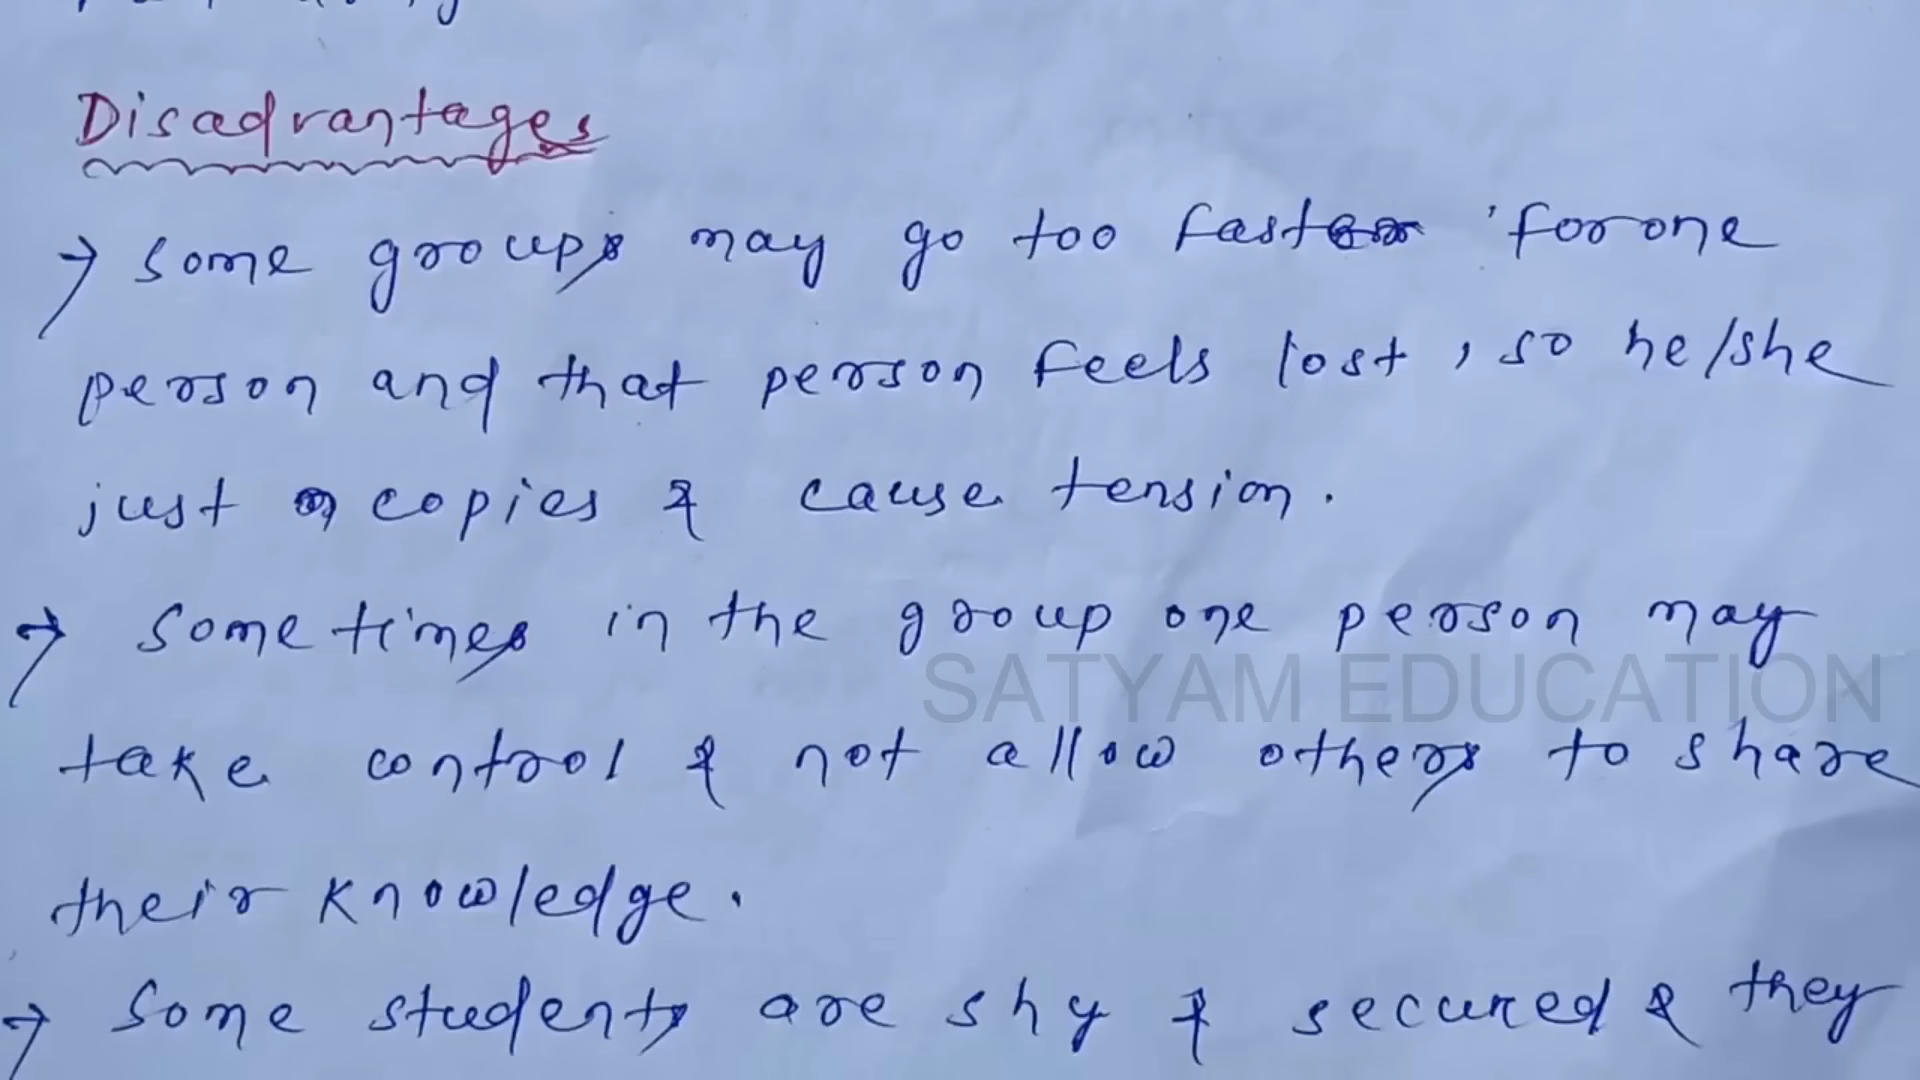 Disadvantages
→ some groups may go too fast for one
person and that person feels lost, so he/she
just copies & cause tension.
→ Sometimes in the group one person may
SATYAM EDUCATION
take control & not allow others to share
their knowledge.
→ Some students are shy & secured & they